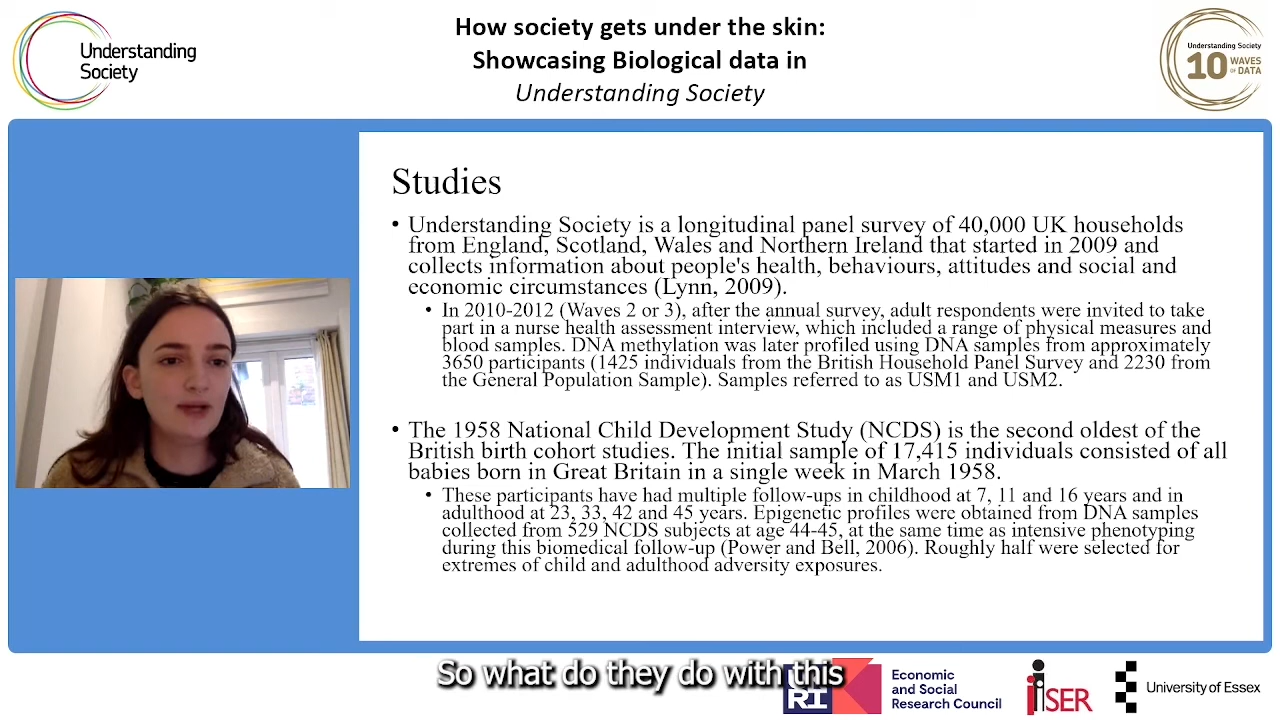 Understanding
Society
How society gets under the skin:
Showcasing Biological data in
Understanding Society
Understanding Society
10 WAVES
OF DATA
Studies
• Understanding Society is a longitudinal panel survey of 40,000 UK households
from England, Scotland, Wales and Northern Ireland that started in 2009 and
collects information about people's health, behaviours, attitudes and social and
economic circumstances (Lynn, 2009).
• In 2010-2012 (Waves 2 or 3), after the annual survey, adult respondents were invited to take
part in a nurse health assessment interview, which included a range of physical measures and
blood samples. DNA methylation was later profiled using DNA samples from approximately
3650 participants (1425 individuals from the British Household Panel Survey and 2230 from
the General Population Sample). Samples referred to as USM1 and USM2.
• The 1958 National Child Development Study (NCDS) is the second oldest of the
British birth cohort studies. The initial sample of 17,415 individuals consisted of all
babies born in Great Britain in a single week in March 1958.
• These participants have had multiple follow-ups in childhood at 7, 11 and 16 years and in
adulthood at 23, 33, 42 and 45 years. Epigenetic profiles were obtained from DNA samples
collected from 529 NCDS subjects at age 44-45, at the same time as intensive phenotyping
during this biomedical follow-up (Power and Bell, 2006). Roughly half were selected for
extremes of child and adulthood adversity exposures.
So what do they do with this
RI
Economic
and Social
Research Council
iSER
University of Essex